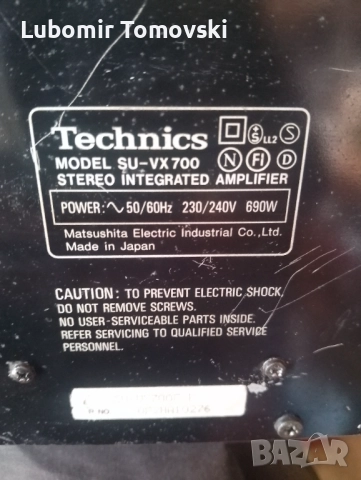 Lubomir Tomovski
Technics
LL2 S
MODEL SU-VX700 N Fi D
STEREO INTEGRATED AMPLIFIER
POWER: ∿ 50/60Hz 230/240V 690W
Matsushita Electric Industrial Co., Ltd.
Made in Japan
CAUTION: TO PREVENT ELECTRIC SHOCK,
DO NOT REMOVE SCREWS.
NO USER-SERVICEABLE PARTS INSIDE.
REFER SERVICING TO QUALIFIED SERVICE
PERSONNEL.
BAZAR